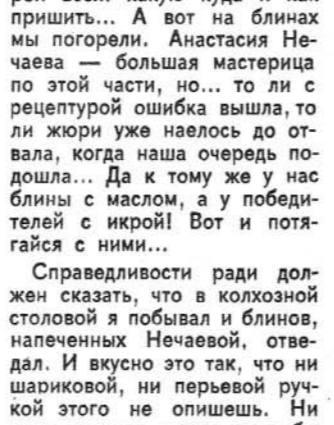 пришить... А вот на блинах
мы погорели. Анастасия Не-
чаева — большая мастерица
по этой части, но... то ли с
рецептурой ошибка вышла, то
ли жюри уже наелось до от-
вала, когда наша очередь по-
дошла... Да к тому же у нас
блины с маслом, а у победи-
телей с икрой! Вот и потя-
гайся с ними...
Справедливости ради дол-
жен сказать, что в колхозной
столовой я побывал и блинов,
напеченных Нечаевой, отве-
дал. И вкусно это так, что ни
шариковой, ни перьевой руч-
кой этого не опишешь. Ни